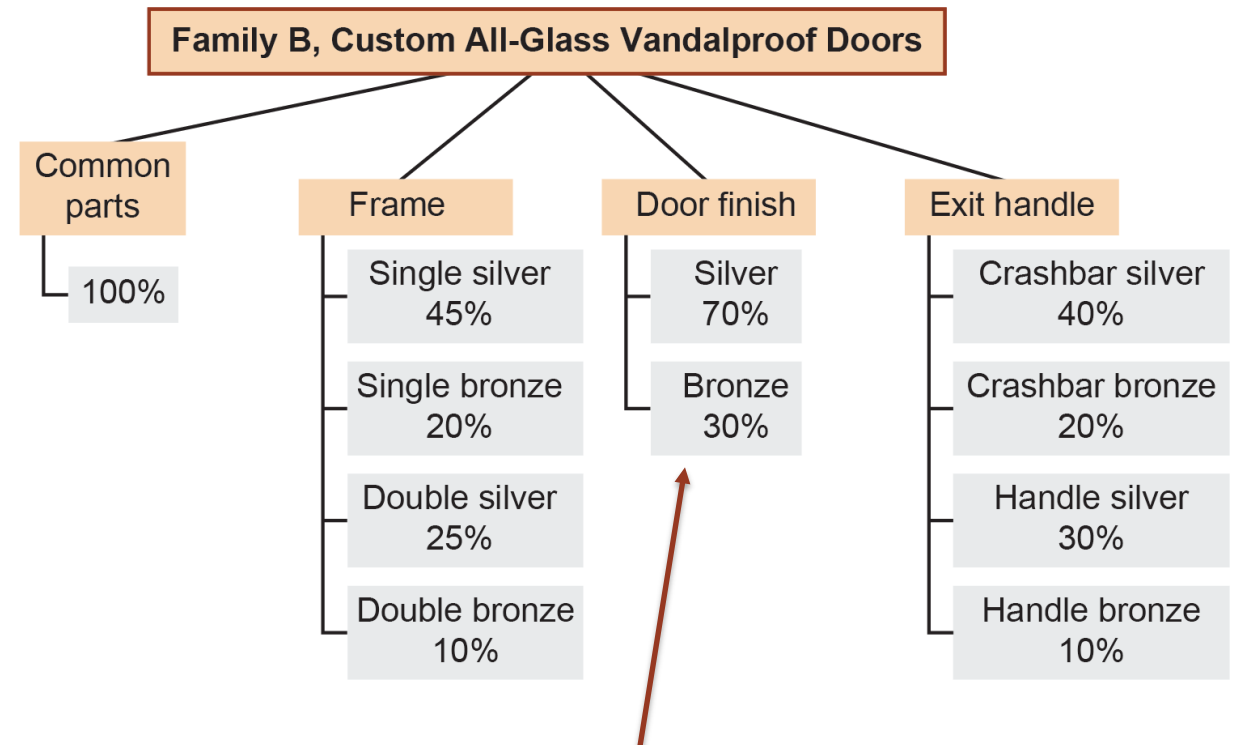 Family B, Custom All-Glass Vandalproof Doors
Common
parts
100%
Frame
Single silver
45%
Single bronze
20%
Double silver
25%
Double bronze
10%
Door finish
Silver
70%
Bronze
30%
Exit handle
Crashbar silver
40%
Crashbar bronze
20%
Handle silver
30%
Handle bronze
10%